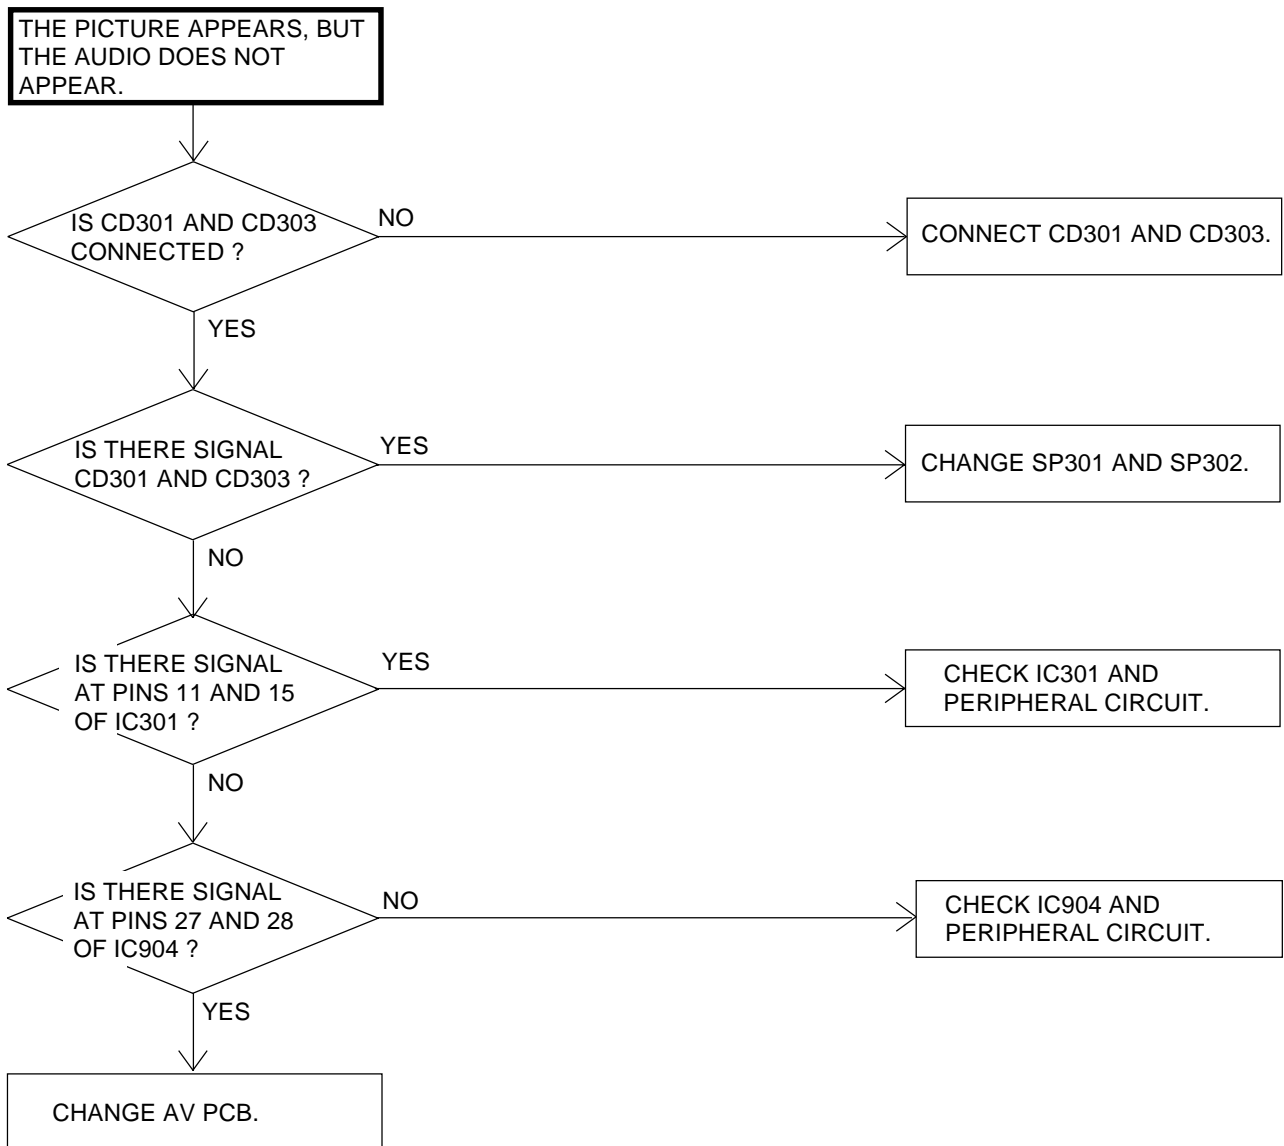 THE PICTURE APPEARS, BUT
THE AUDIO DOES NOT
APPEAR.
IS CD301 AND CD303
CONNECTED ?
NO
CONNECT CD301 AND CD303.
YES
IS THERE SIGNAL
CD301 AND CD303 ?
YES
CHANGE SP301 AND SP302.
NO
IS THERE SIGNAL
AT PINS 11 AND 15
OF IC301 ?
YES
CHECK IC301 AND
PERIPHERAL CIRCUIT.
NO
IS THERE SIGNAL
AT PINS 27 AND 28
OF IC904 ?
NO
CHECK IC904 AND
PERIPHERAL CIRCUIT.
YES
CHANGE AV PCB.